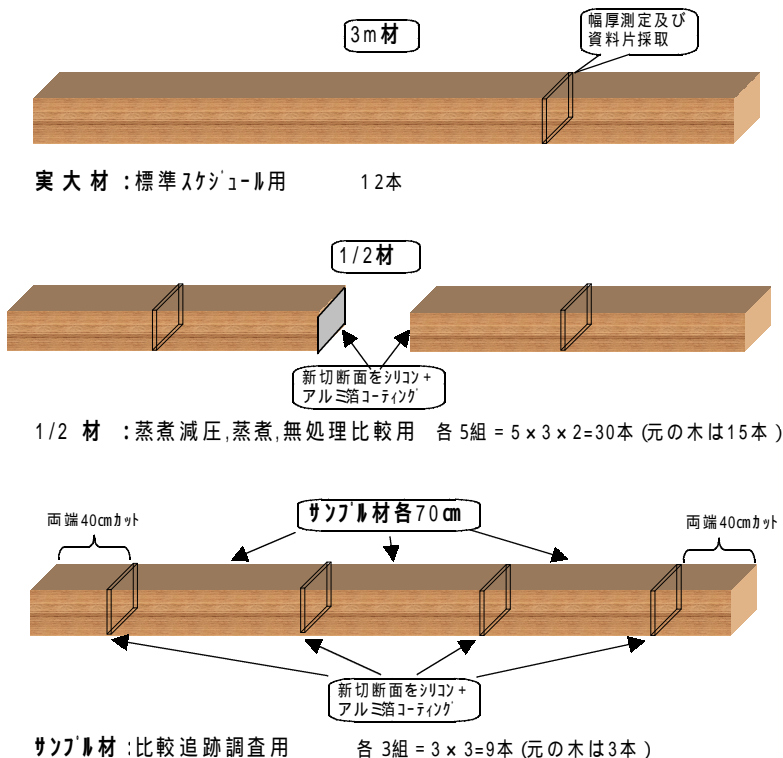 3m材
幅厚測定及び
資料片採取
実大材:標準スケジュール用 12本
1/2材
新切断面をシリコン+
アルミ箔コーティング
1/2 材 :蒸煮減圧,蒸煮,無処理比較用 各5組=5×3×2=30本(元の木は15本)
サンプル材各70cm
両端40cmカット
両端40cmカット
新切断面をシリコン+
アルミ箔コーティング
サンプル材:比較追跡調査用 各3組=3×3=9本(元の木は3本)